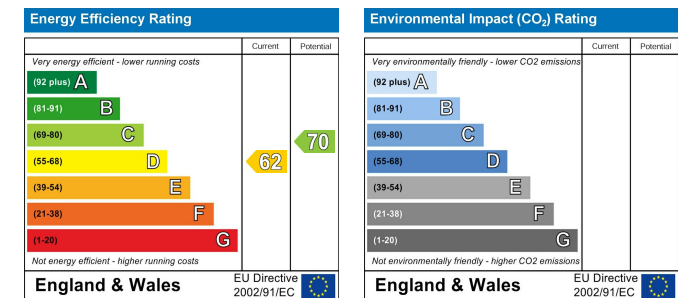 Energy Efficiency Rating
Current Potential
Very energy efficient - lower running costs
(92 plus) A
(81-91) B
(69-80) C
(55-68) D
(39-54) E
(21-38) F
(1-20) G
62
70
Not energy efficient - higher running costs
England & Wales
EU Directive
2002/91/EC
Environmental Impact (CO₂) Rating
Current Potential
Very environmentally friendly - lower CO2 emissions
(92 plus) A
(81-91) B
(69-80) C
(55-68) D
(39-54) E
(21-38) F
(1-20) G
Not environmentally friendly - higher CO2 emissions
England & Wales
EU Directive
2002/91/EC